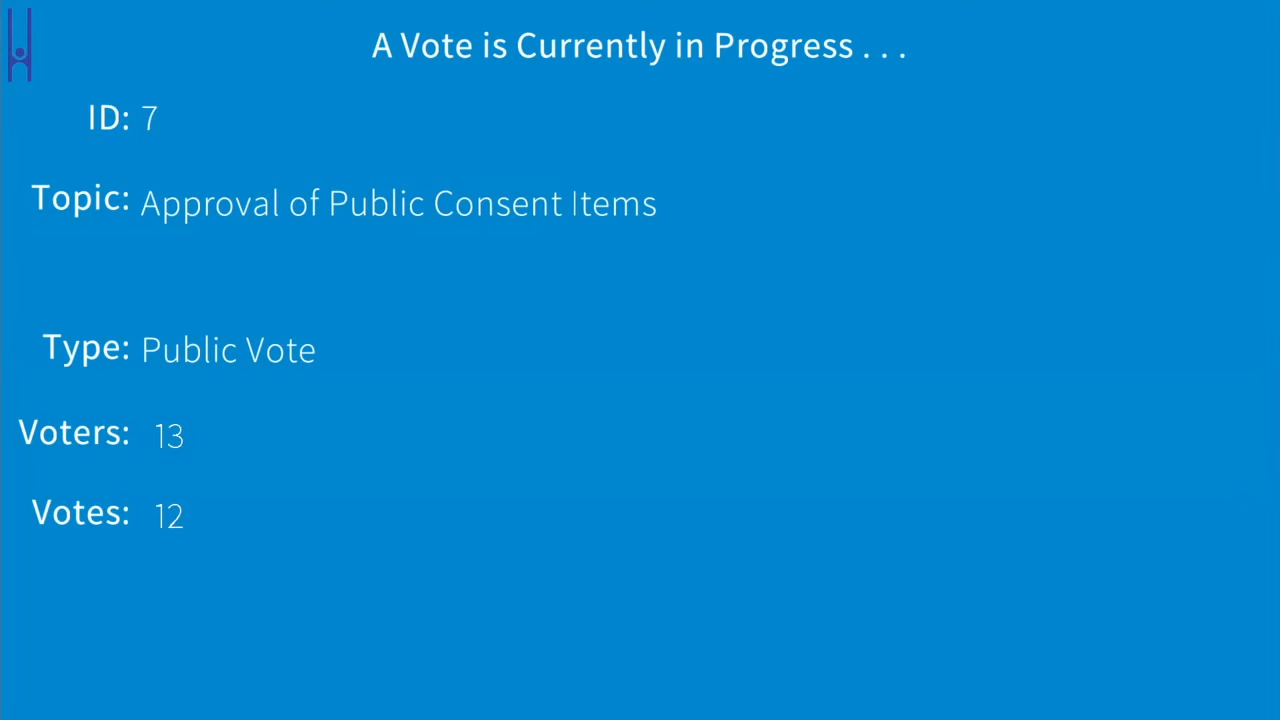 A Vote is Currently in Progress . . .
ID: 7
Topic: Approval of Public Consent Items
Type: Public Vote
Voters: 13
Votes: 12